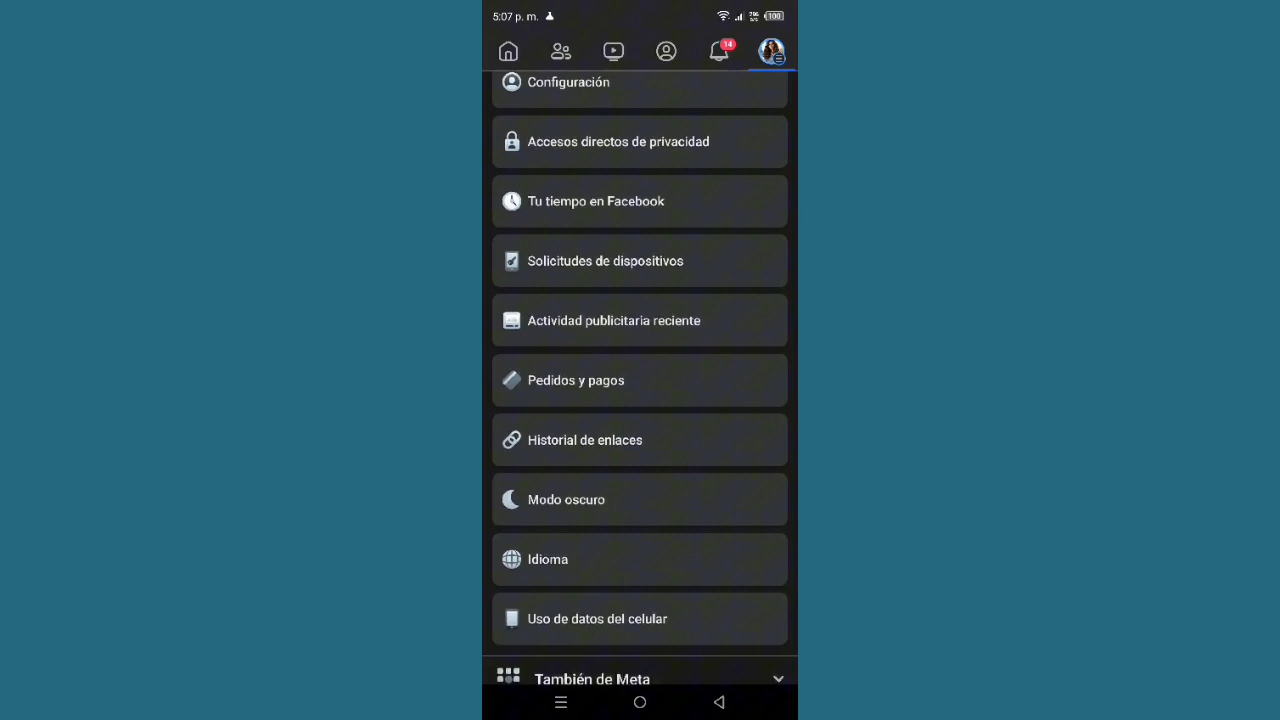 5:07 p. m.
100
14
Configuración
Accesos directos de privacidad
Tu tiempo en Facebook
Solicitudes de dispositivos
Actividad publicitaria reciente
Pedidos y pagos
Historial de enlaces
Modo oscuro
Idioma
Uso de datos del celular
También de Meta